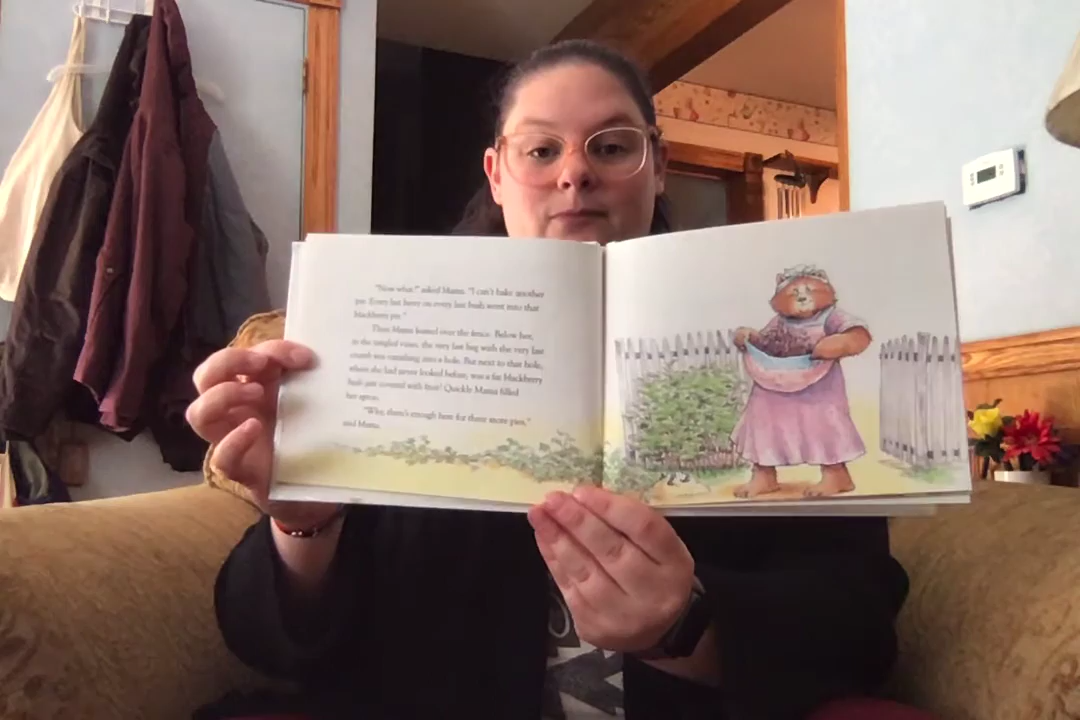 "Now what?" asked Mama. "I can't bake another
pie. Every last berry on every last bush went into that
blackberry pie."
Then Mama leaned over the fence. Below her,
in the tangled vines, the very last bug with the very last
crumb was vanishing into a hole. But next to that hole,
where she had never looked before, was a fat blackberry
bush just covered with fruit! Quickly Mama filled
her apron.
"Why, there's enough here for three more pies,"
said Mama.